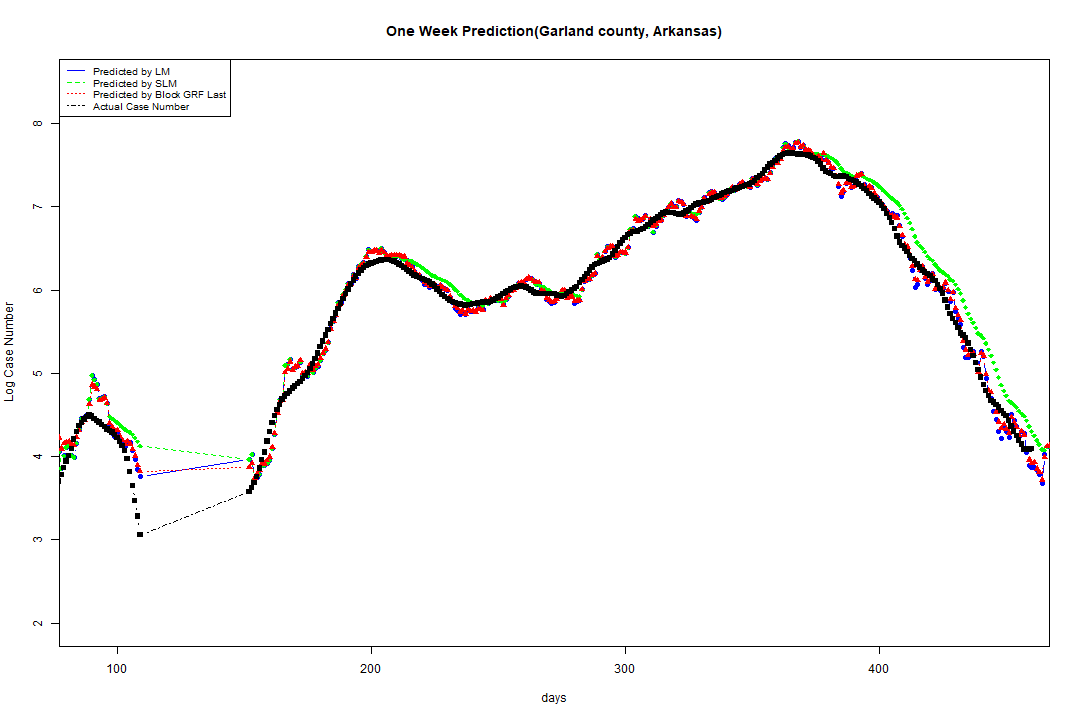 One Week Prediction(Garland county, Arkansas)
Predicted by LM
Predicted by SLM
Predicted by Block GRF Last
Actual Case Number
Log Case Number
8
7
6
5
4
3
2
100 200 300 400
days